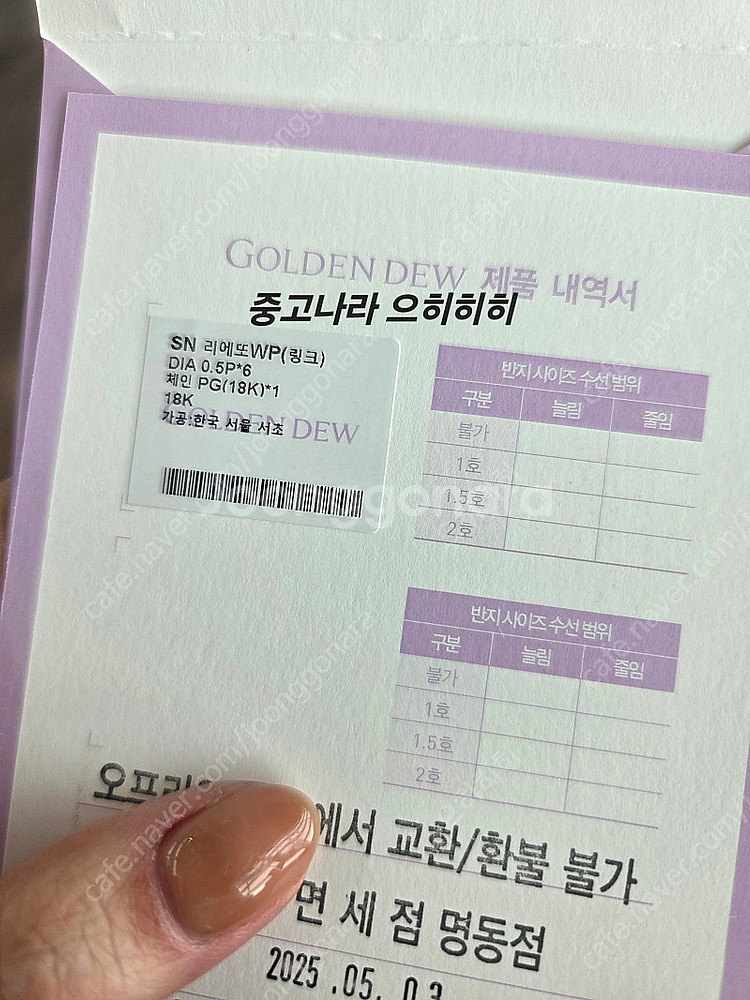 GOLDEN DEW 제품 내역서
중고나라 으히히히
SN 리에또WP(링크)
DIA 0.5P*6
체인 PG(18K)*1
18K
가공:한국 서울 서초
GOLDEN DEW
반지 사이즈 수선 범위
구분 늘림 줄임
불가
1호
1.5호
2호
반지 사이즈 수선 범위
구분 늘림 줄임
불가
1호
1.5호
2호
에서 교환/환불 불가
면 세 점 명동점
2025 .05. 03
cafe.naver.com/joonggonara